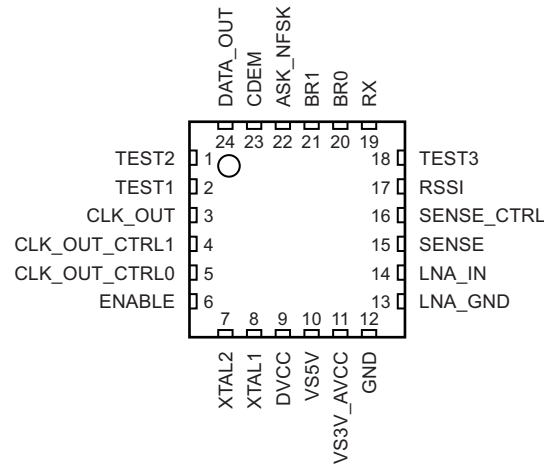 DATA_OUT
CDEM
ASK_NFSK
BR1
BR0
RX
24 23 22 21 20 19
TEST2 1 18 TEST3
TEST1 2 17 RSSI
CLK_OUT 3 16 SENSE_CTRL
CLK_OUT_CTRL1 4 15 SENSE
CLK_OUT_CTRL0 5 14 LNA_IN
ENABLE 6 13 LNA_GND
7 8 9 10 11 12
XTAL2
XTAL1
DVCC
VS5V
VS3V_AVCC
GND